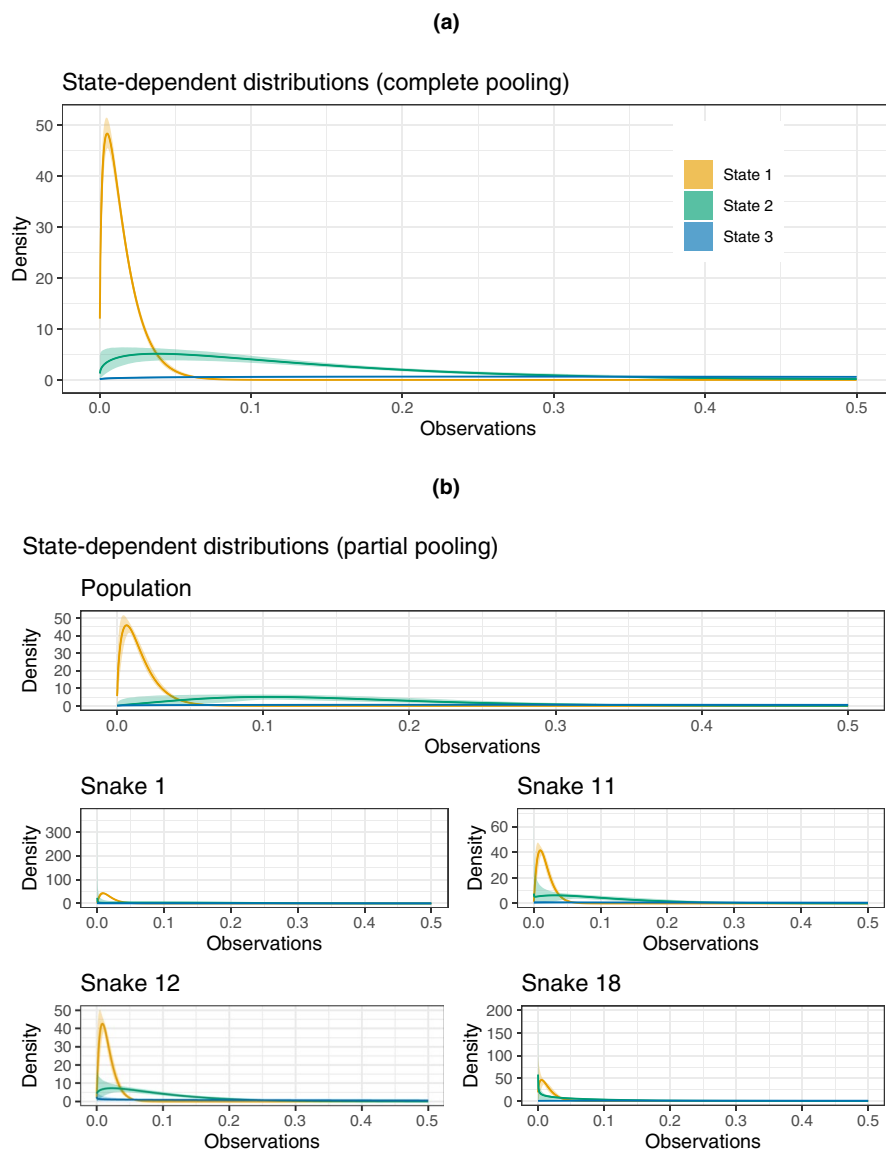 (a)
State-dependent distributions (complete pooling)
50
40
30
20
10
0
Density
State 1
State 2
State 3
0.0 0.1 0.2 0.3 0.4 0.5
Observations
(b)
State-dependent distributions (partial pooling)
Population
50
40
30
20
10
0
Density
0.0 0.1 0.2 0.3 0.4 0.5
Observations
Snake 1
300
200
100
0
Density
0.0 0.1 0.2 0.3 0.4 0.5
Observations
Snake 11
60
40
20
0
Density
0.0 0.1 0.2 0.3 0.4 0.5
Observations
Snake 12
50
40
30
20
10
0
Density
0.0 0.1 0.2 0.3 0.4 0.5
Observations
Snake 18
200
150
100
50
0
Density
0.0 0.1 0.2 0.3 0.4 0.5
Observations